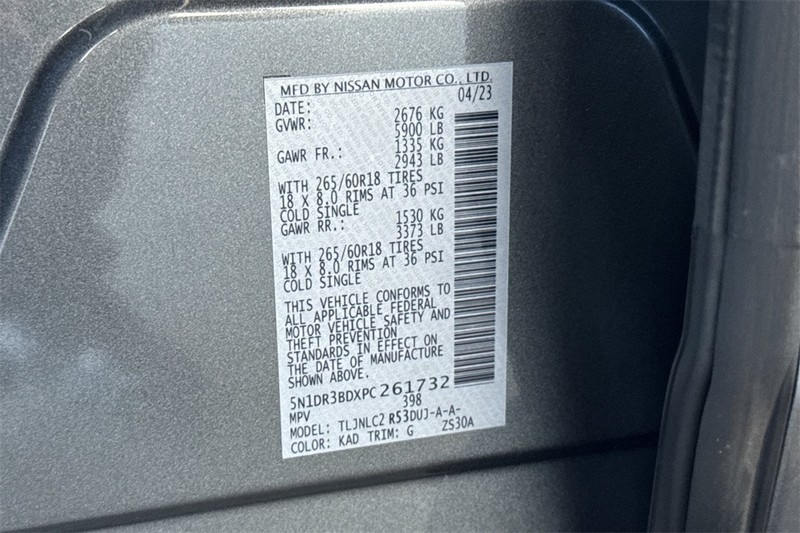 MFD BY NISSAN MOTOR CO., LTD.
DATE: 04/23
GVWR: 2676 KG
5900 LB
GAWR FR.: 1335 KG
2943 LB
WITH 265/60R18 TIRES
18 X 8.0 RIMS AT 36 PSI
COLD SINGLE
GAWR RR.: 1530 KG
3373 LB
WITH 265/60R18 TIRES
18 X 8.0 RIMS AT 36 PSI
COLD SINGLE
THIS VEHICLE CONFORMS TO
ALL APPLICABLE FEDERAL
MOTOR VEHICLE SAFETY AND
THEFT PREVENTION
STANDARDS IN EFFECT ON
THE DATE OF MANUFACTURE
SHOWN ABOVE.
5N1DR3BDXPC261732
MPV 398
MODEL: TLJNLC2 R53DUJ-A-A-
COLOR: KAD TRIM: G ZS30A